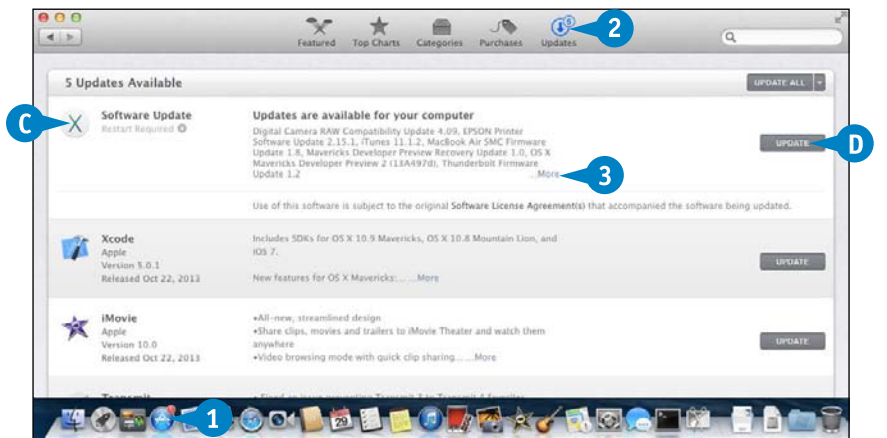 5
2
Featured Top Charts Categories Purchases Updates
5 Updates Available
UPDATE ALL
C
Software Update
Restart Required
Updates are available for your computer
Digital Camera RAW Compatibility Update 4.09, EPSON Printer
Software Update 2.15.1, iTunes 11.1.2, MacBook Air SMC Firmware
Update 1.8, Mavericks Developer Preview Recovery Update 1.0, OS X
Mavericks Developer Preview 2 (13A497d), Thunderbolt Firmware
Update 1.2
...More
3
UPDATE
D
Use of this software is subject to the original Software License Agreement(s) that accompanied the software being updated.
Xcode
Apple
Version 5.0.1
Released Oct 22, 2013
Includes SDKs for OS X 10.9 Mavericks, OS X 10.8 Mountain Lion, and
iOS 7.
New features for OS X Mavericks:... ...More
UPDATE
iMovie
Apple
Version 10.0
Released Oct 22, 2013
•All-new, streamlined design
•Share clips, movies and trailers to iMovie Theater and watch them
anywhere
•Video browsing mode with quick clip sharing... ...More
UPDATE
Transmit
1
29